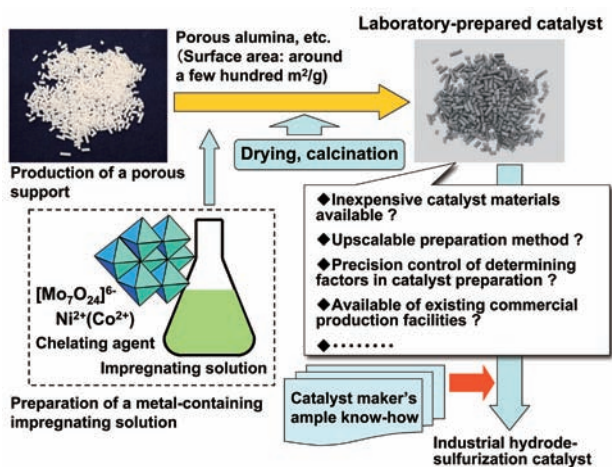 Laboratory-prepared catalyst
Porous alumina, etc.
(Surface area: around
a few hundred m²/g)
Drying, calcination
Production of a porous
support
[Mo₇O₂₄]⁶⁻
Ni²⁺(Co²⁺)
Chelating agent
Impregnating solution
Preparation of a metal-containing
impregnating solution
◆Inexpensive catalyst materials
available ?
◆Upscalable preparation method ?
◆Precision control of determining
factors in catalyst preparation ?
◆Available of existing commercial
production facilities ?
◆········
Catalyst maker's
ample know-how
Industrial hydrode-
sulfurization catalyst